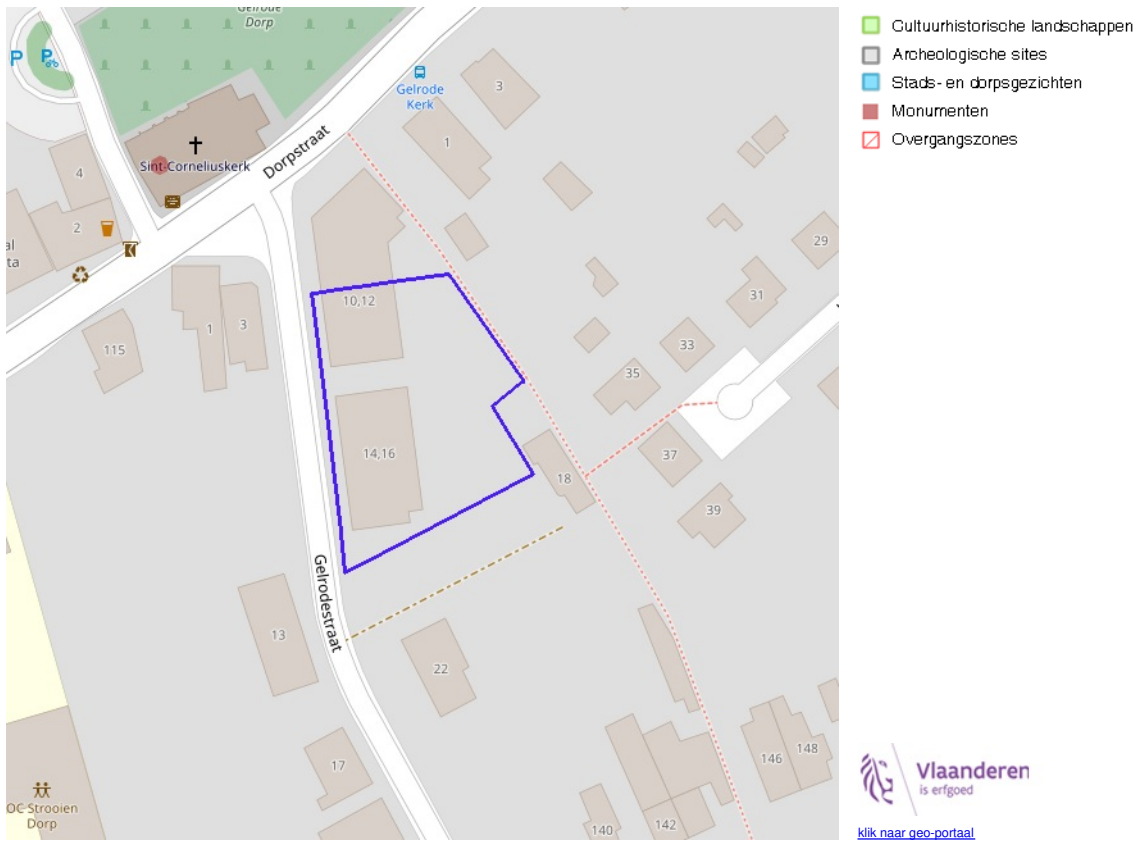 Gelrode
Dorp
P
P
Gelrode
Kerk
3
1
Dorpstraat
Sint-Corneliuskerk
4
2
al
ta
29
31
10,12
1
3
115
33
35
14,16
37
18
39
Gelrodestraat
13
22
17
146
148
OC Strooien
Dorp
140
142
Cultuurhistorische landschappen
Archeologische sites
Stads- en dorpsgezichten
Monumenten
Overgangszones
Vlaanderen
is erfgoed
klik naar geo-portaal